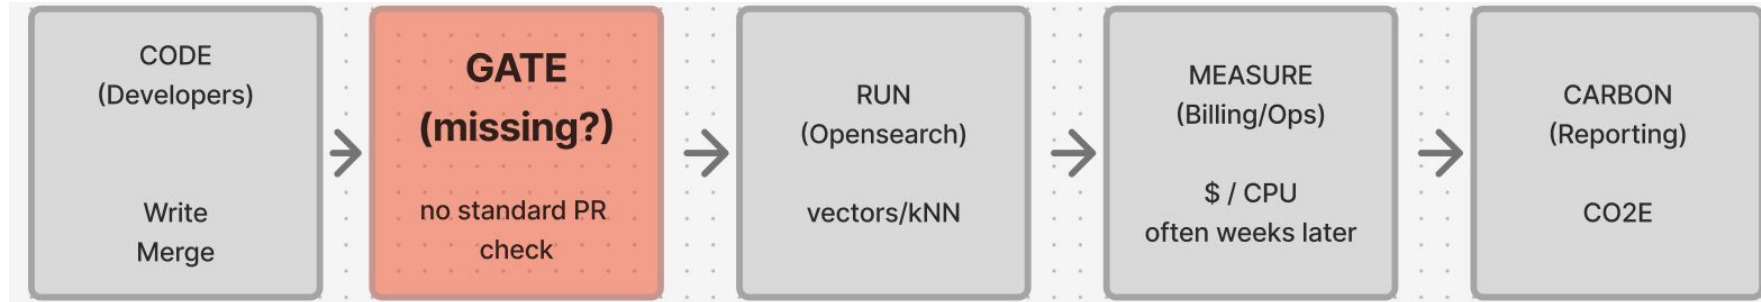 CODE
(Developers)
Write
Merge
GATE
(missing?)
no standard PR
check
RUN
(Opensearch)
vectors/kNN
MEASURE
(Billing/Ops)
$ / CPU
often weeks later
CARBON
(Reporting)
CO2E